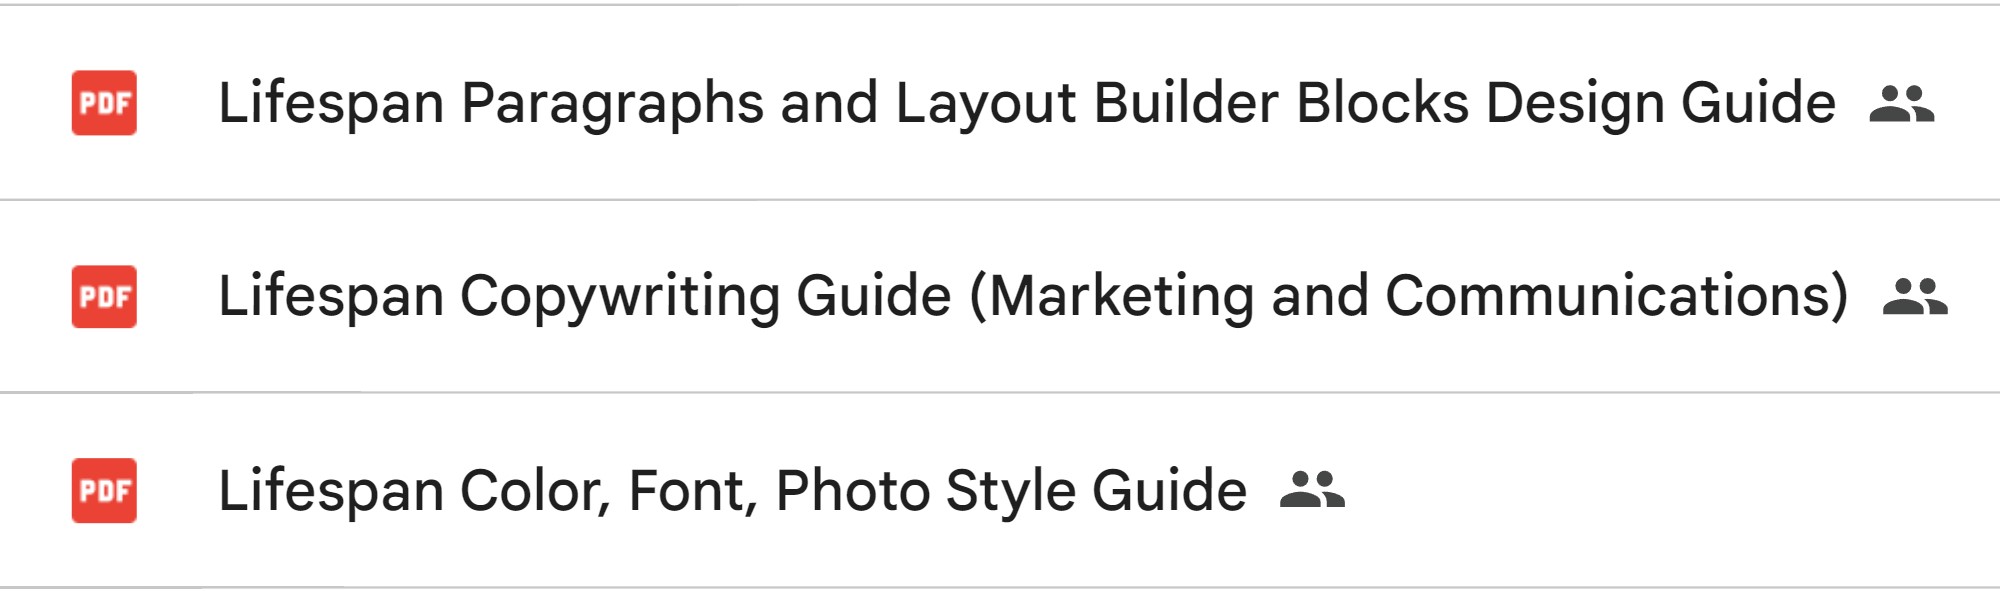 PDF Lifespan Paragraphs and Layout Builder Blocks Design Guide
PDF Lifespan Copywriting Guide (Marketing and Communications)
PDF Lifespan Color, Font, Photo Style Guide